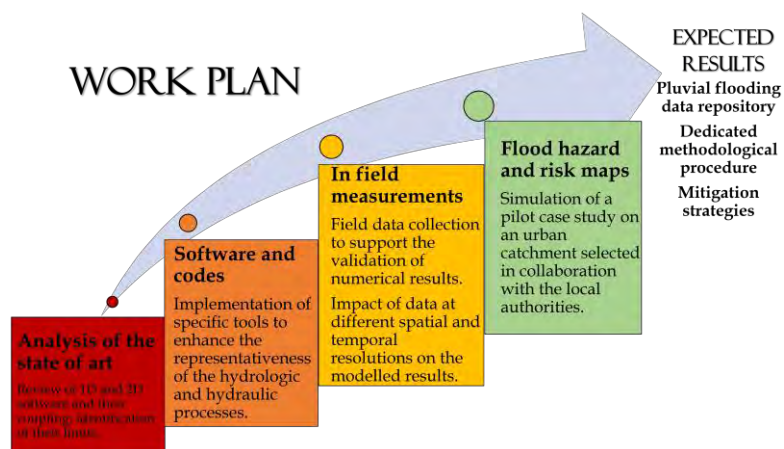 WORK PLAN
EXPECTED
RESULTS
Pluvial flooding
data repository
Dedicated
methodological
procedure
Mitigation
strategies
Flood hazard
and risk maps
Simulation of a
pilot case study on
an urban
catchment selected
in collaboration
with the local
authorities.
In field
measurements
Field data collection
to support the
validation of
numerical results.
Impact of data at
different spatial and
temporal
resolutions on the
modelled results.
Software and
codes
Implementation of
specific tools to
enhance the
representativeness
of the hydrologic
and hydraulic
processes.
Analysis of the
state of art
Review of 1D and 2D
software and their
coupling, identification
of their limits.